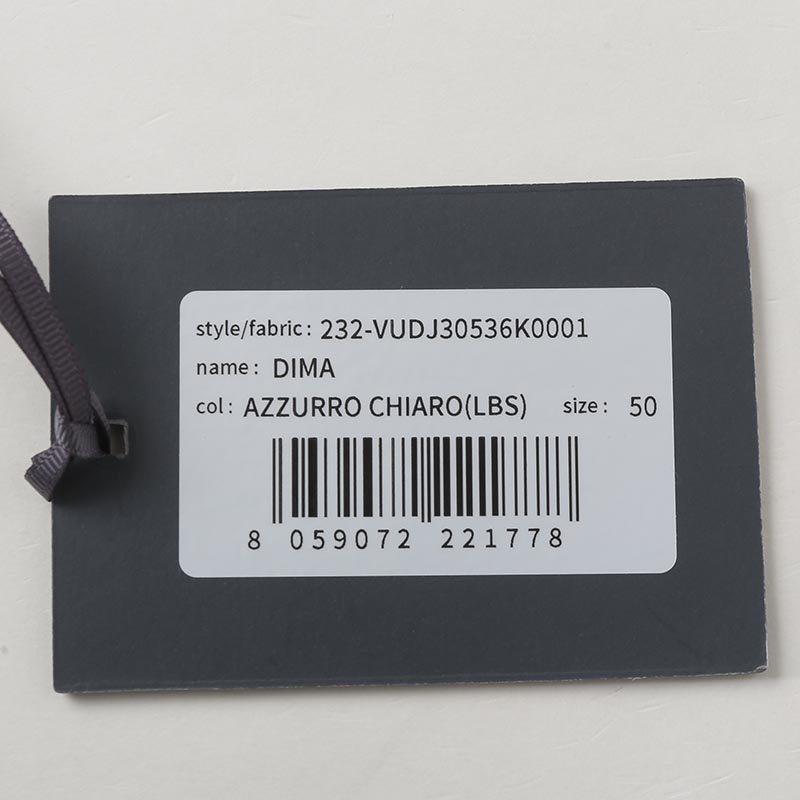 style/fabric: 232-VUDJ30536K0001
name: DIMA
col: AZZURRO CHIARO(LBS) size: 50
8 059072 221778